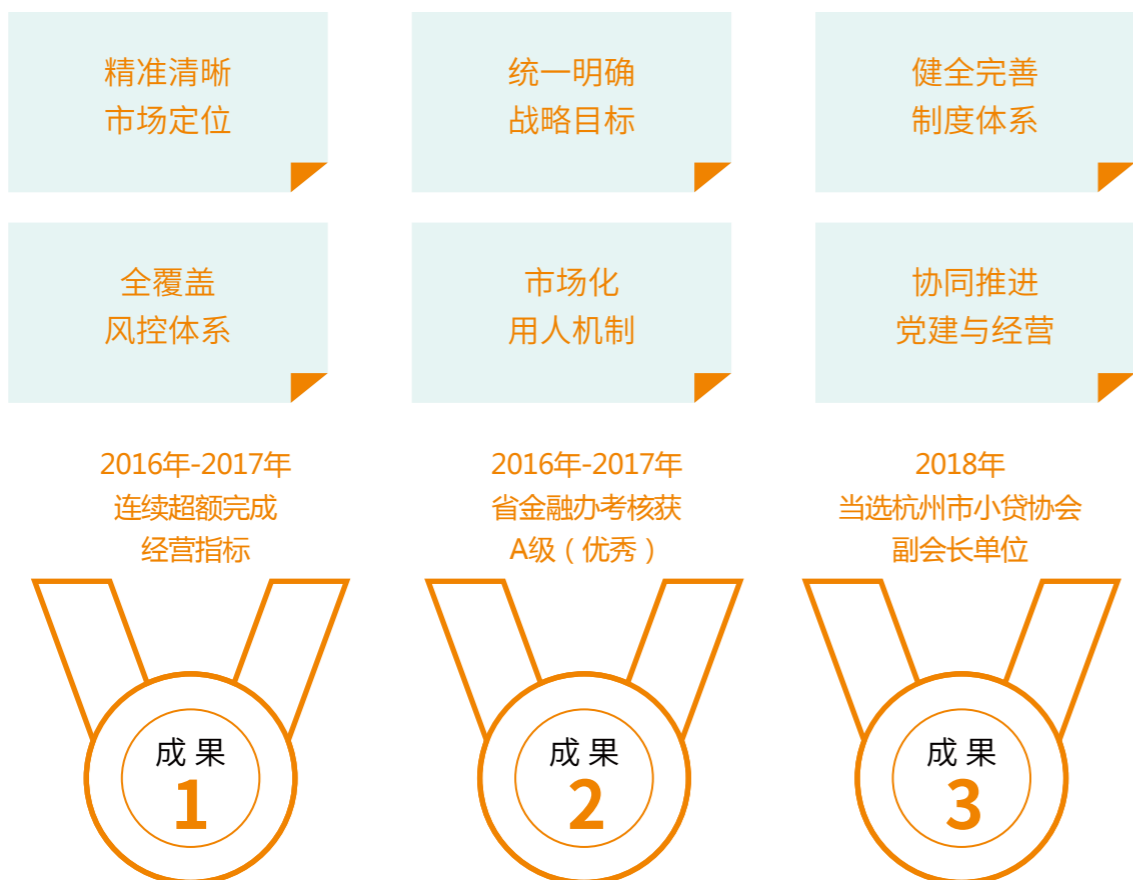 精准清晰
市场定位
统一明确
战略目标
健全完善
制度体系
全覆盖
风控体系
市场化
用人机制
协同推进
党建与经营
2016年-2017年
连续超额完成
经营指标
2016年-2017年
省金融办考核获
A级（优秀）
2018年
当选杭州市小贷协会
副会长单位
成果
1
成果
2
成果
3